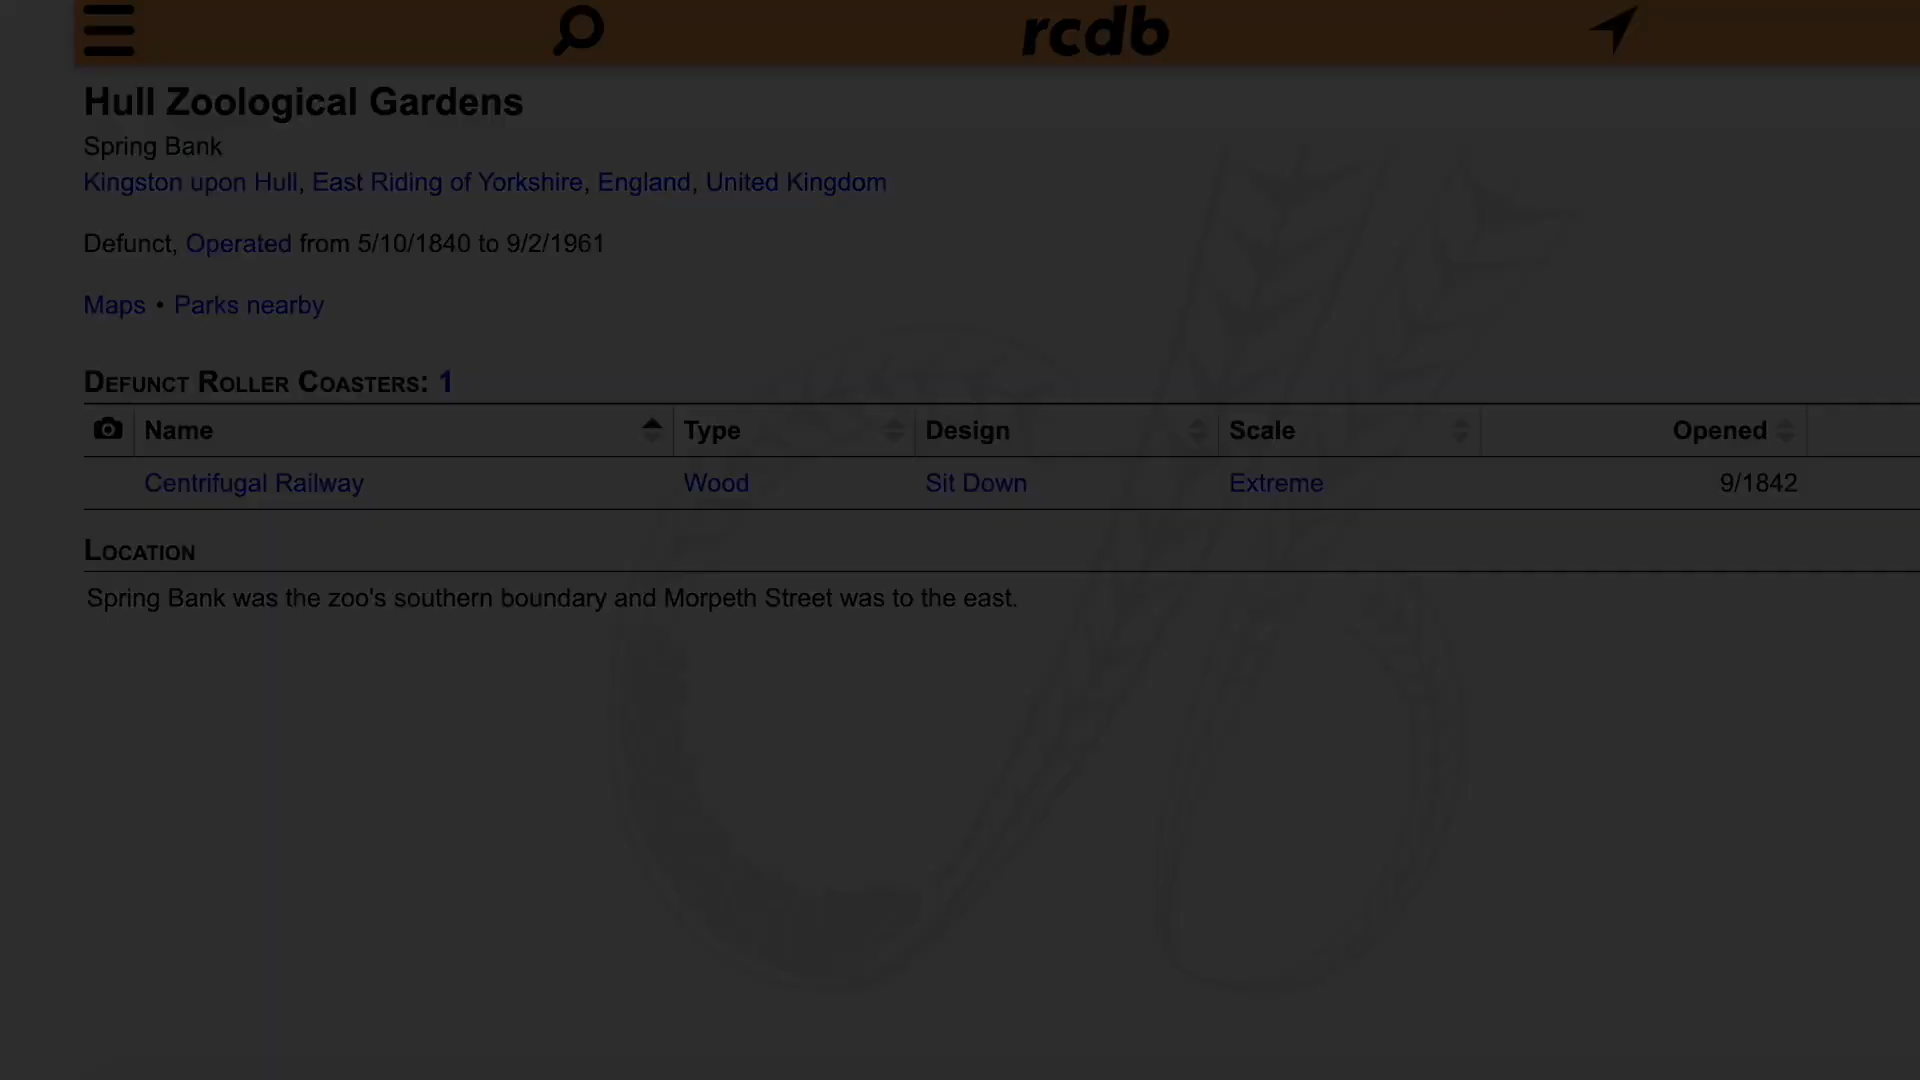 rcdb
Hull Zoological Gardens
Spring Bank
Kingston upon Hull, East Riding of Yorkshire, England, United Kingdom
Defunct, Operated from 5/10/1840 to 9/2/1961
Maps • Parks nearby
Defunct Roller Coasters: 1
Name Type Design Scale Opened
Centrifugal Railway Wood Sit Down Extreme 9/1842
Location
Spring Bank was the zoo's southern boundary and Morpeth Street was to the east.